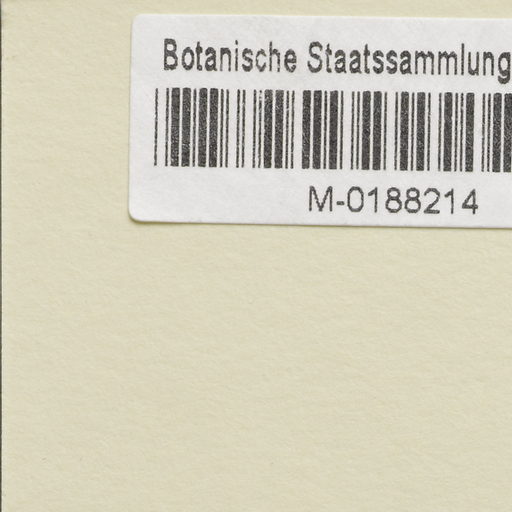 Botanische Staatssammlung
M-0188214